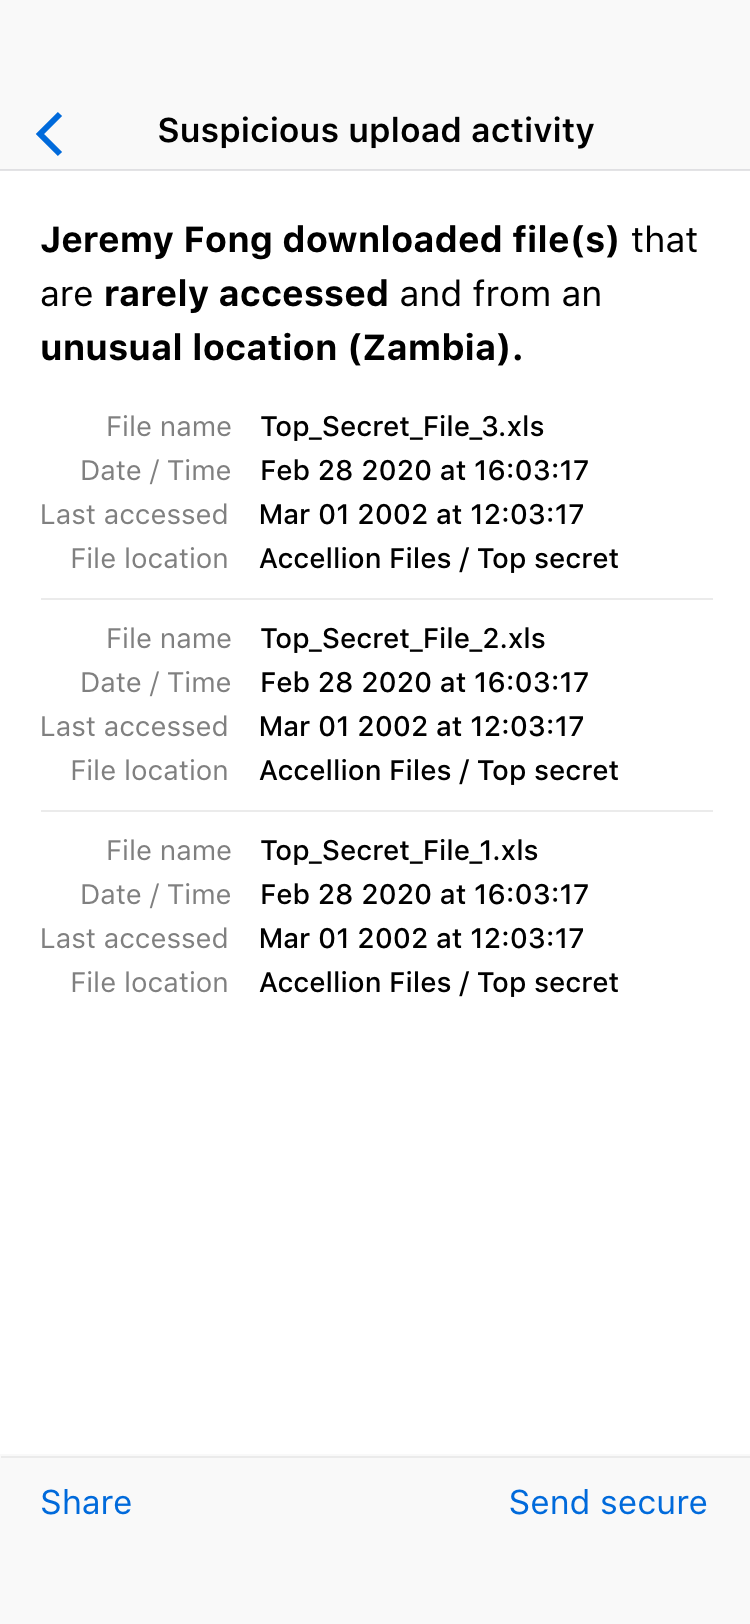 Suspicious upload activity
Jeremy Fong downloaded file(s) that
are rarely accessed and from an
unusual location (Zambia).
File name Top_Secret_File_3.xls
Date / Time Feb 28 2020 at 16:03:17
Last accessed Mar 01 2002 at 12:03:17
File location Accellion Files / Top secret
File name Top_Secret_File_2.xls
Date / Time Feb 28 2020 at 16:03:17
Last accessed Mar 01 2002 at 12:03:17
File location Accellion Files / Top secret
File name Top_Secret_File_1.xls
Date / Time Feb 28 2020 at 16:03:17
Last accessed Mar 01 2002 at 12:03:17
File location Accellion Files / Top secret
Share Send secure